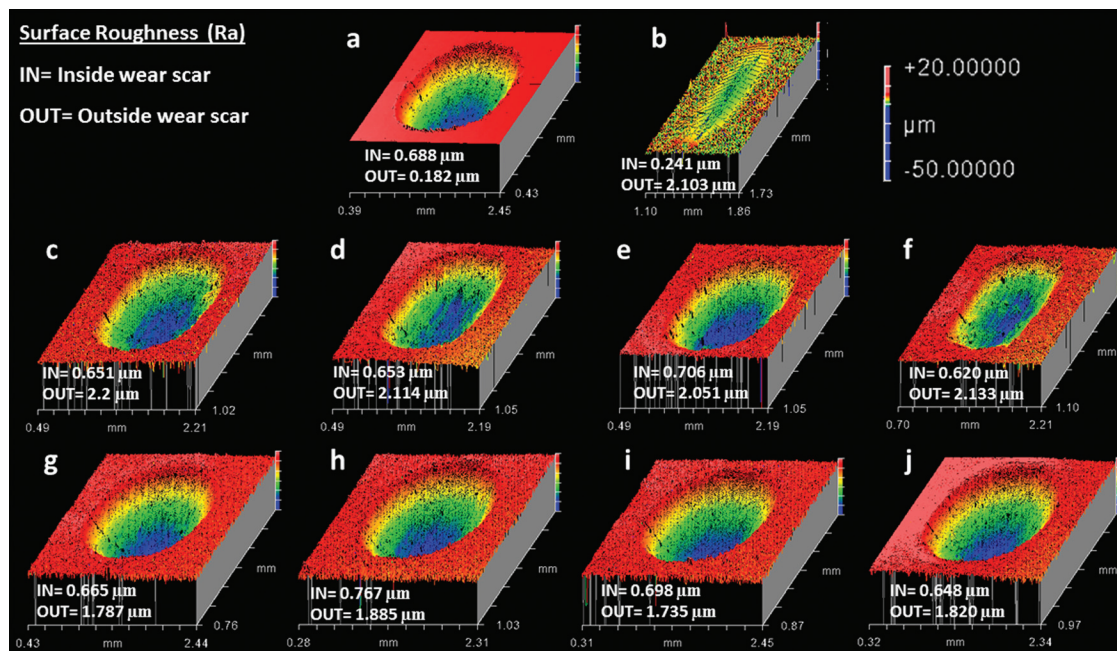 Surface Roughness (Ra)
IN= Inside wear scar
OUT= Outside wear scar
a
IN= 0.688 µm
OUT= 0.182 µm
0.39 mm 2.45
0.43
mm
b
IN= 0.241 µm
OUT= 2.103 µm
1.10 mm 1.86
1.73
+20.00000
µm
-50.00000
c
IN= 0.651 µm
OUT= 2.2 µm
0.49 mm 2.21
1.02
mm
d
IN= 0.653 µm
OUT= 2.114 µm
0.49 mm 2.19
1.05
mm
e
IN= 0.706 µm
OUT= 2.051 µm
0.49 mm 2.19
1.05
mm
f
IN= 0.620 µm
OUT= 2.133 µm
0.70 mm 2.21
1.10
mm
g
IN= 0.665 µm
OUT= 1.787 µm
0.43 mm 2.44
0.76
mm
h
IN= 0.767 µm
OUT= 1.885 µm
0.28 mm 2.31
1.03
mm
i
IN= 0.698 µm
OUT= 1.735 µm
0.31 mm 2.45
0.87
mm
j
IN= 0.648 µm
OUT= 1.820 µm
0.32 mm 2.34
0.97
mm